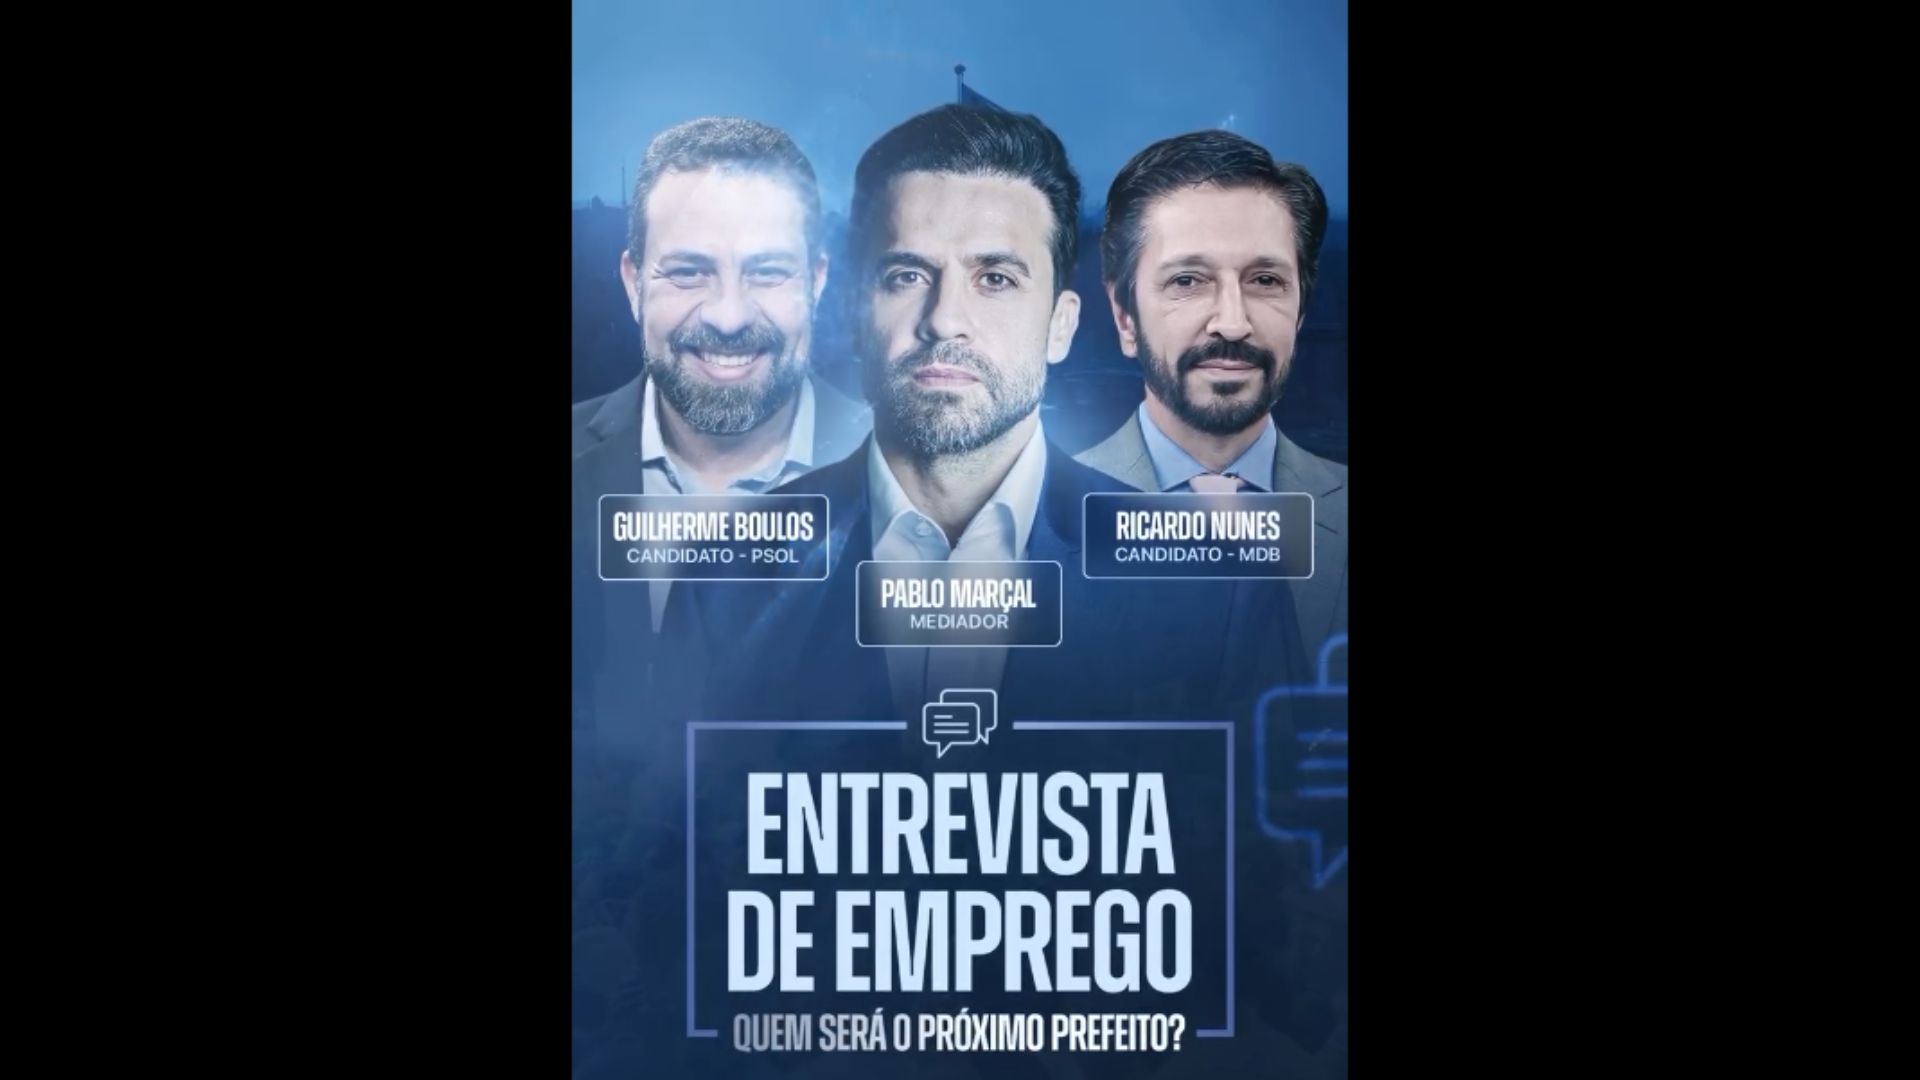 GUILHERME BOULOS
CANDIDATO - PSOL
PABLO MARÇAL
MEDIADOR
RICARDO NUNES
CANDIDATO - MDB
ENTREVISTA
DE EMPREGO
QUEM SERÁ O PRÓXIMO PREFEITO?